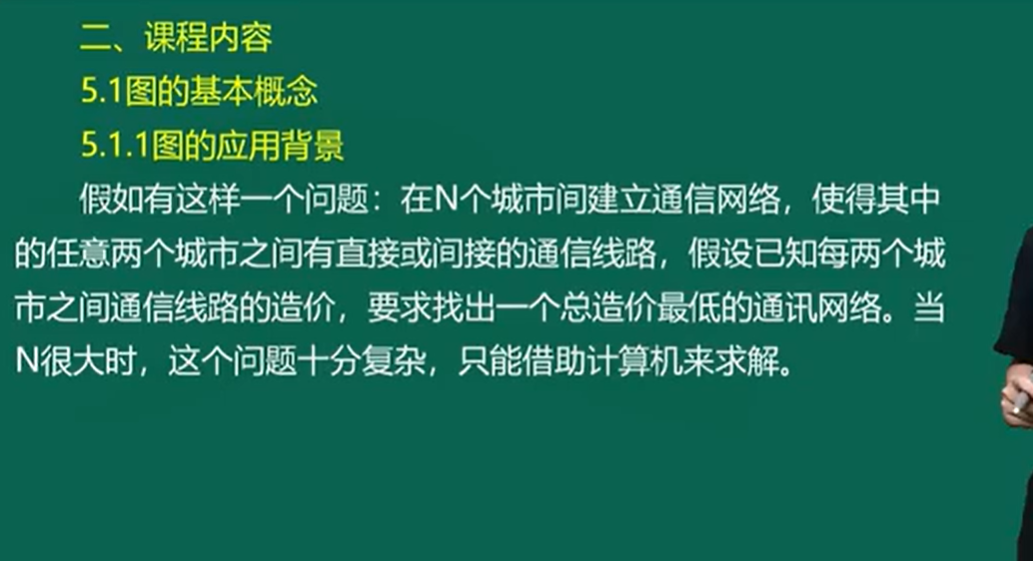 二、课程内容
5.1图的基本概念
5.1.1图的应用背景
假如有这样一个问题：在N个城市间建立通信网络，使得其中
的任意两个城市之间有直接或间接的通信线路，假设已知每两个城
市之间通信线路的造价，要求找出一个总造价最低的通讯网络。当
N很大时，这个问题十分复杂，只能借助计算机来求解。